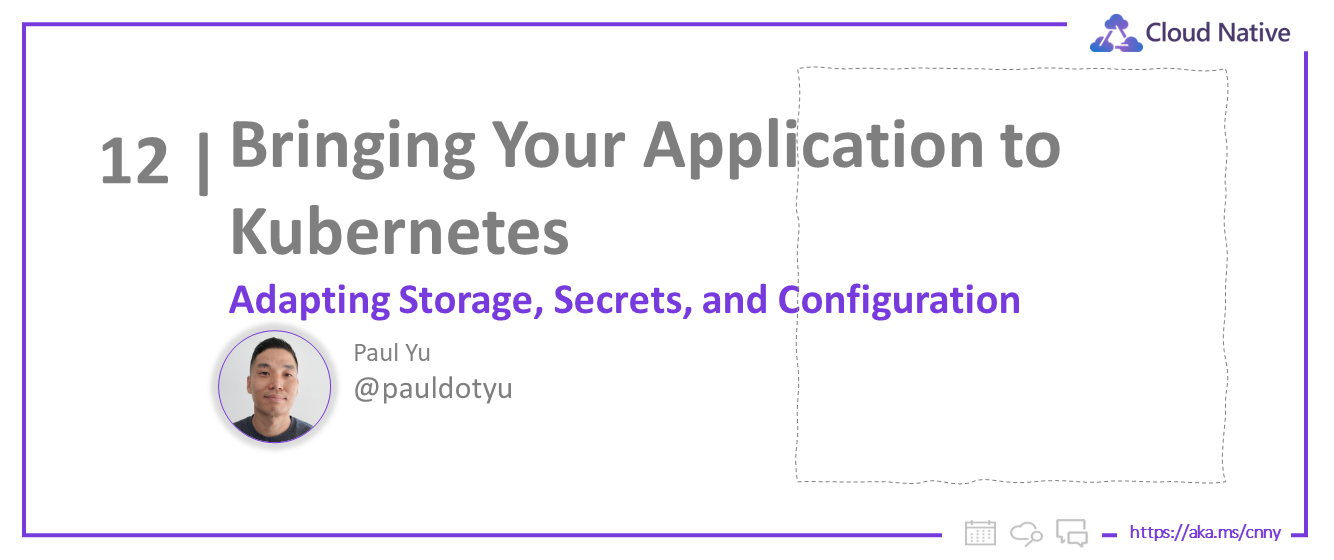 Cloud Native
12 | Bringing Your Application to
Kubernetes
Adapting Storage, Secrets, and Configuration
Paul Yu
@pauldotyu
https://aka.ms/cnny